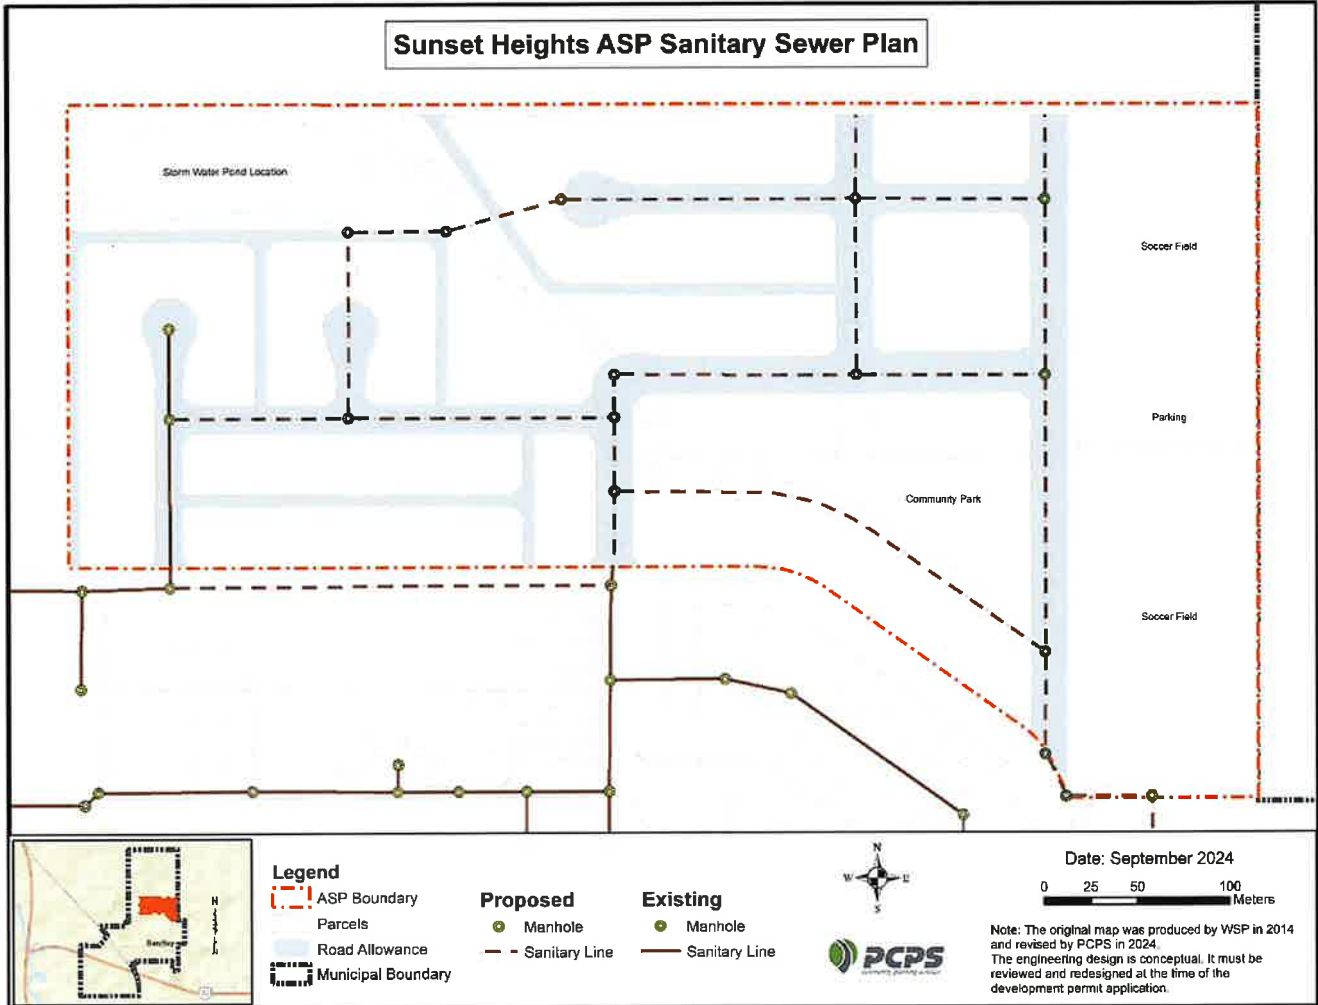 Sunset Heights ASP Sanitary Sewer Plan
Storm Water Pond Location
Soccer Field
Parking
Community Park
Soccer Field
Legend
ASP Boundary
Parcels
Road Allowance
Municipal Boundary
Proposed
Manhole
Sanitary Line
Existing
Manhole
Sanitary Line
N
W
E
S
PCPS
Date: September 2024
0 25 50 100
Meters
Note: The original map was produced by WSP in 2014
and revised by PCPS in 2024.
The engineering design is conceptual. It must be
reviewed and redesigned at the time of the
development permit application.